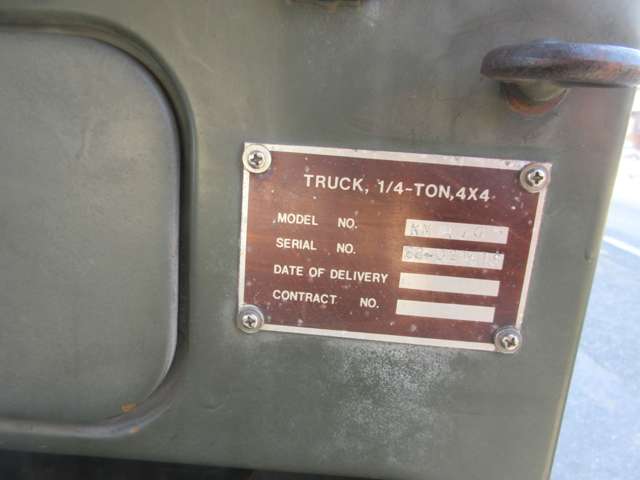 TRUCK, 1/4-TON, 4X4
MODEL NO.
SERIAL NO.
DATE OF DELIVERY
CONTRACT NO.